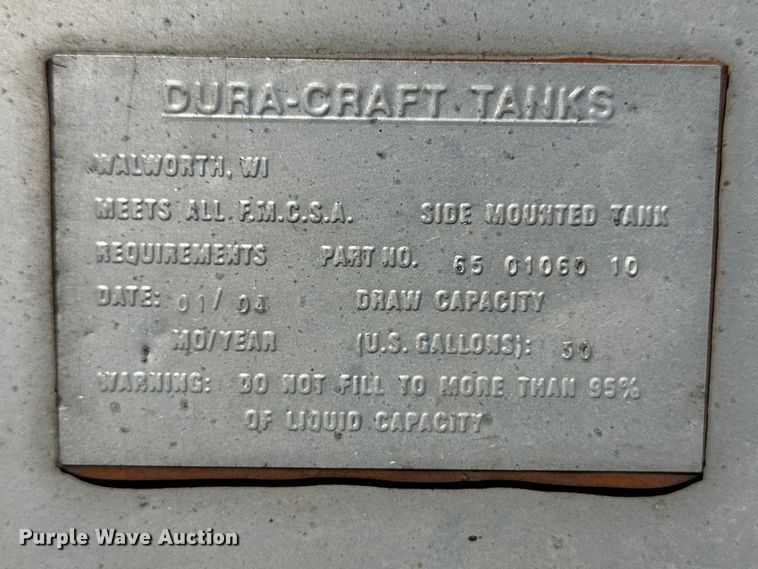 DURA-CRAFT TANKS
WALWORTH, WI
MEETS ALL F.M.C.S.A. SIDE MOUNTED TANK
REQUIREMENTS PART NO. 65 01060 10
DATE: 01/ 04 DRAW CAPACITY
MO/YEAR (U.S. GALLONS): 50
WARNING: DO NOT FILL TO MORE THAN 95%
OF LIQUID CAPACITY
Purple Wave Auction